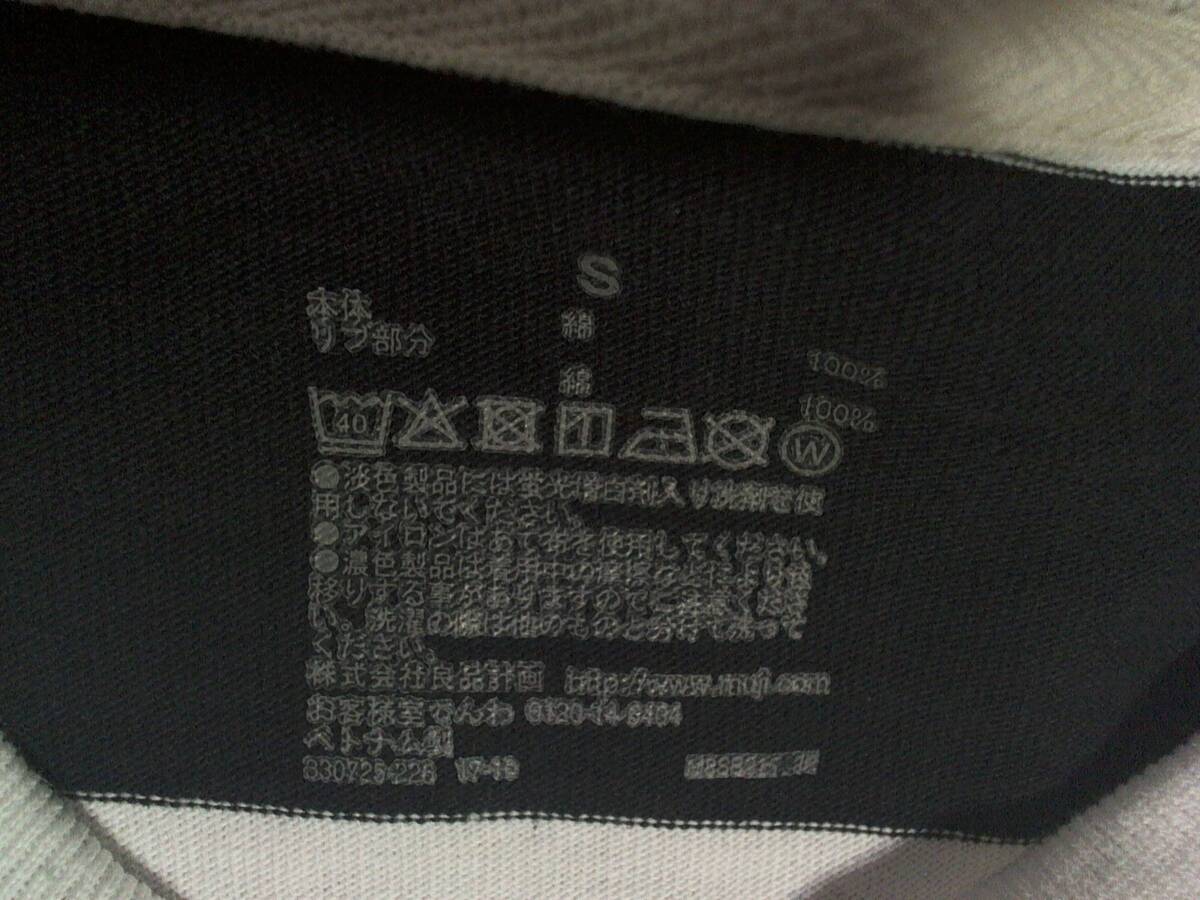 S
本体 綿 100%
リブ部分 綿 100%
40
W
●淡色製品には蛍光増白剤入り洗剤を使
用しないでください。
●アイロンはあて布を使用してください。
●濃色製品は着用中の摩擦などにより色
移りする事がありますのでご注意くださ
い。洗濯の際は他のものと分けて洗って
ください。
株式会社良品計画 http://www.muji.com
お客様室でんわ 0120-14-6404
ベトナム製